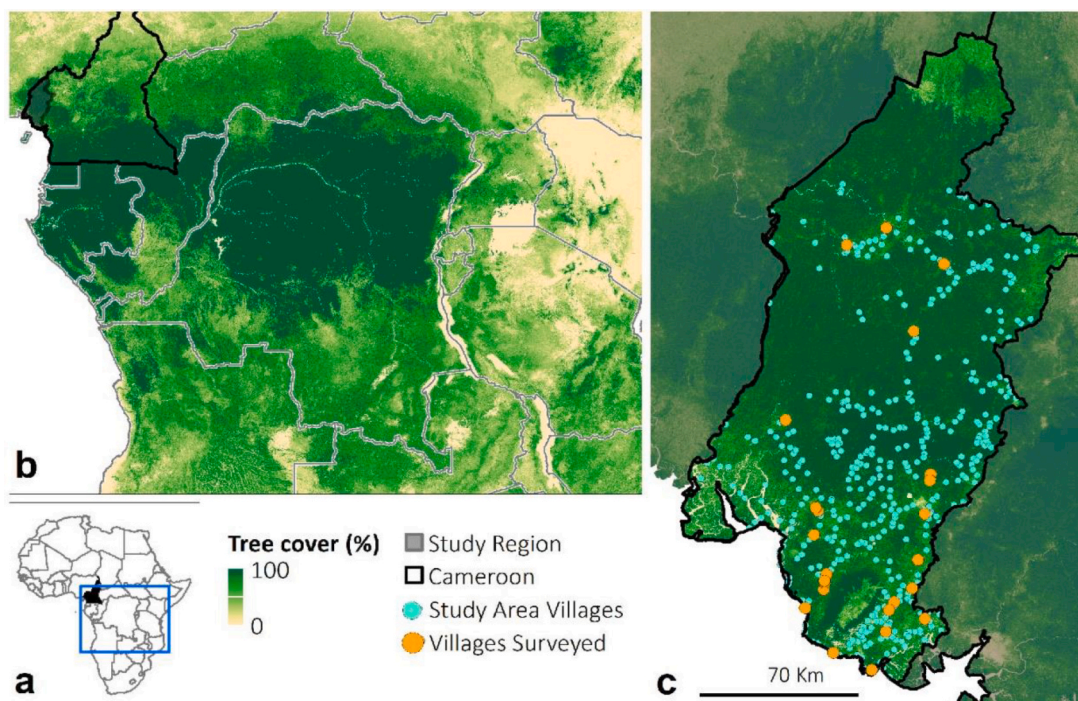 b
a
Tree cover (%)
100
0
Study Region
Cameroon
Study Area Villages
Villages Surveyed
70 Km
c